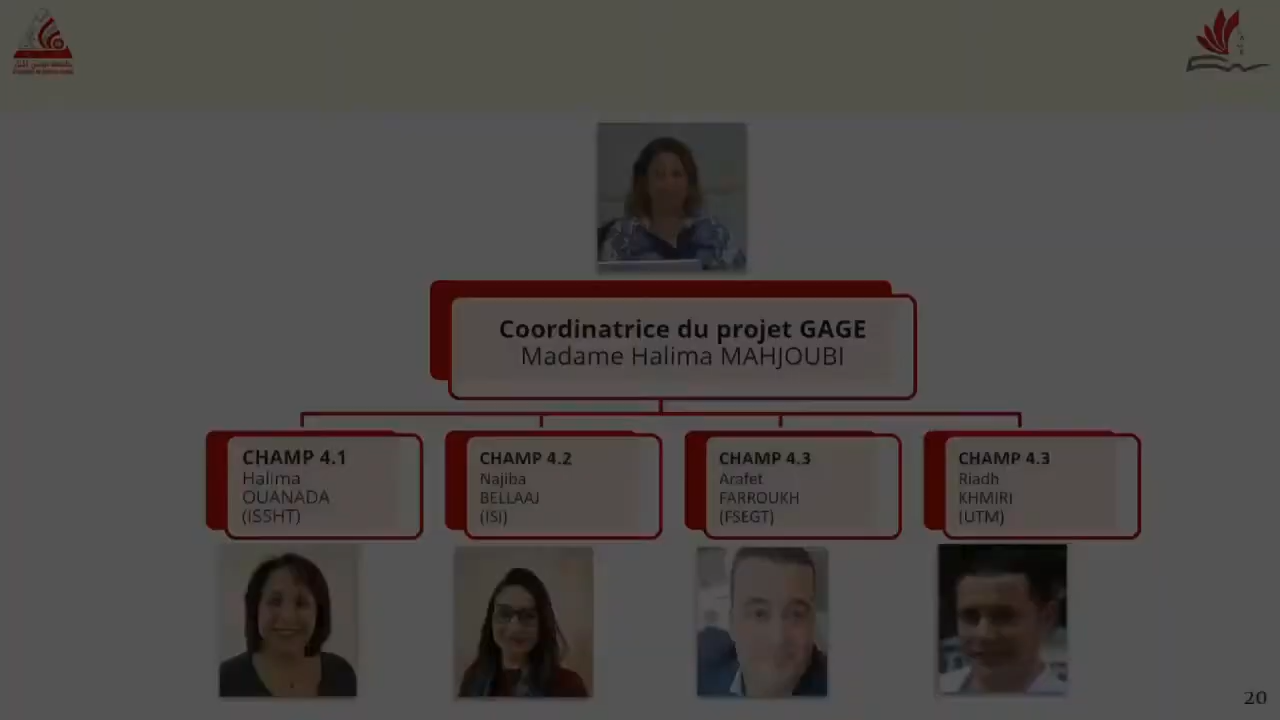 Coordinatrice du projet GAGE
Madame Halima MAHJOUBI
CHAMP 4.1
Halima
OUANADA
(ISSHT)
CHAMP 4.2
Najiba
BELLAAJ
(ISI)
CHAMP 4.3
Arafet
FARROUKH
(FSEGT)
CHAMP 4.3
Riadh
KHMIRI
(UTM)
20